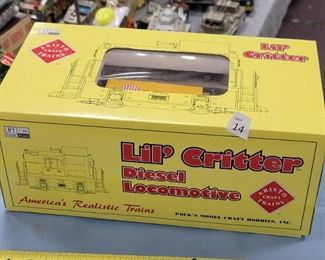 ARISTO
CRAFT
TRAINS
Lil' Critter
14
#1
Lil' Critter
Diesel
Locomotive
ARISTO
CRAFT
TRAINS
America's Realistic Trains
POLK'S MODEL CRAFT HOBBIES, INC.